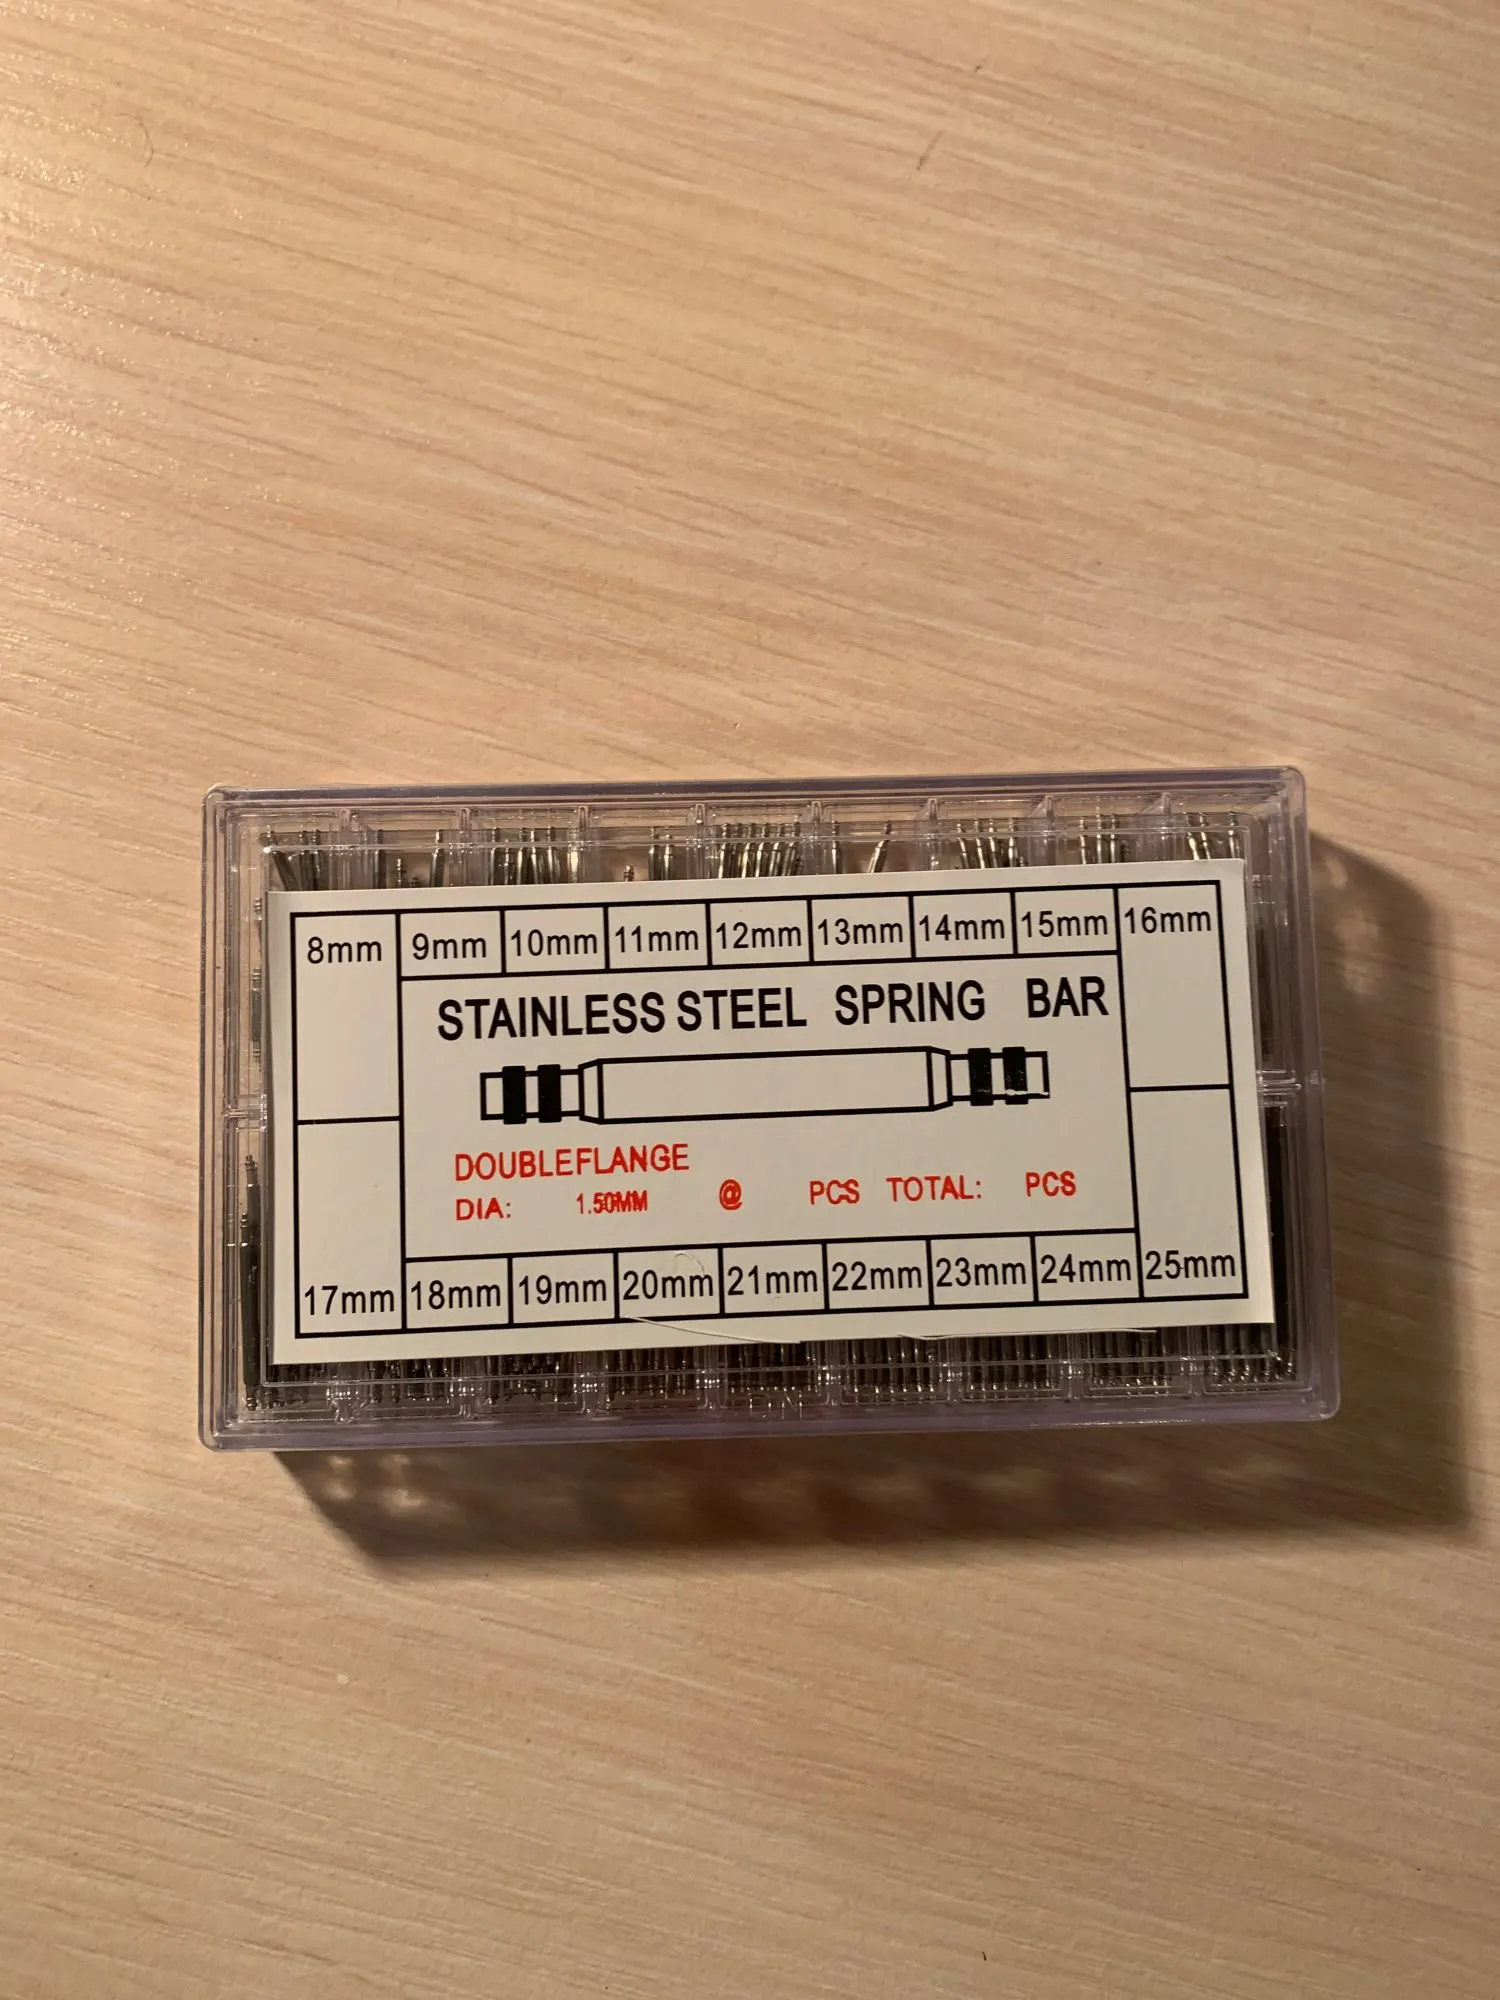 8mm 9mm 10mm 11mm 12mm 13mm 14mm 15mm 16mm
STAINLESS STEEL SPRING BAR
DOUBLEFLANGE
DIA: 1.50MM @ PCS TOTAL: PCS
17mm 18mm 19mm 20mm 21mm 22mm 23mm 24mm 25mm